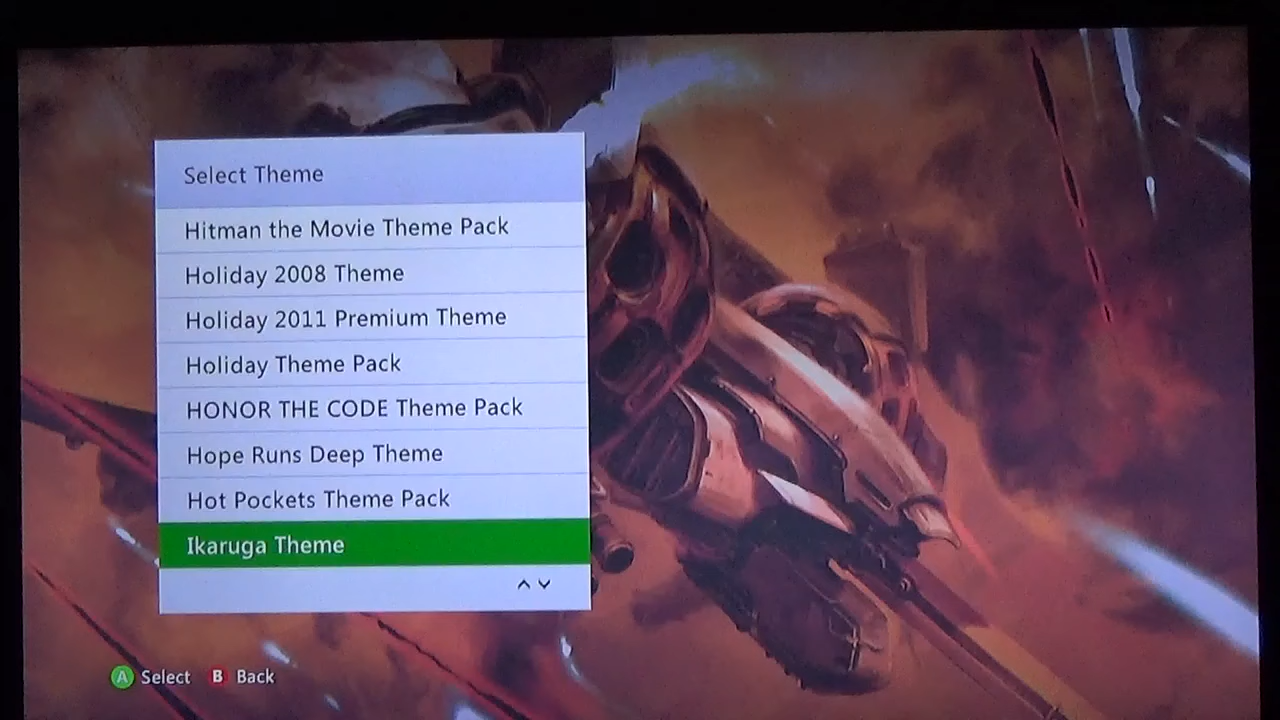 Select Theme
Hitman the Movie Theme Pack
Holiday 2008 Theme
Holiday 2011 Premium Theme
Holiday Theme Pack
HONOR THE CODE Theme Pack
Hope Runs Deep Theme
Hot Pockets Theme Pack
Ikaruga Theme
A Select B Back